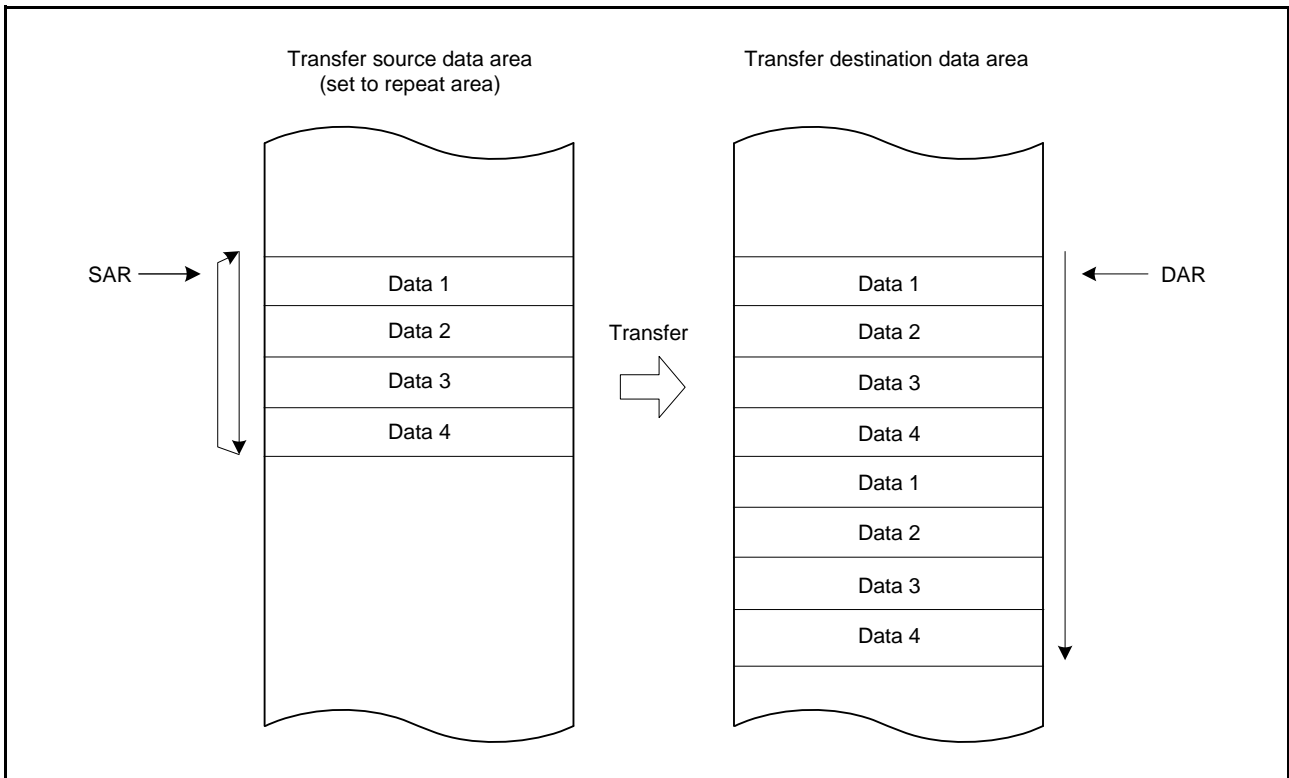 Transfer source data area
(set to repeat area)
Transfer destination data area
SAR
Data 1
Data 2
Data 3
Data 4
Transfer
Data 1
Data 2
Data 3
Data 4
Data 1
Data 2
Data 3
Data 4
DAR